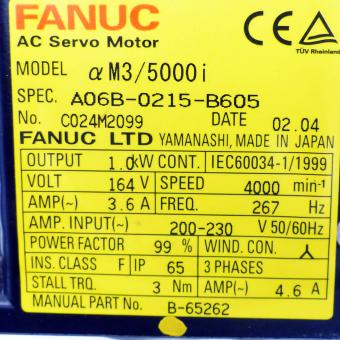 FANUC
AC Servo Motor
CE
TÜV Rheinland
MODEL α M3/5000i
SPEC. A06B-0215-B605
No. C024M2099 DATE 02.04
FANUC LTD YAMANASHI, MADE IN JAPAN
OUTPUT 1.0kW CONT. IEC60034-1/1999
VOLT 164 V SPEED 4000 min⁻¹
AMP(~) 3.6 A FREQ. 267 Hz
AMP. INPUT(~) 200-230 V 50/60Hz
POWER FACTOR 99 % WIND. CON. Y
INS. CLASS F IP 65 3 PHASES
STALL TRQ. 3 Nm AMP(~) 4.6 A
MANUAL PART No. B-65262